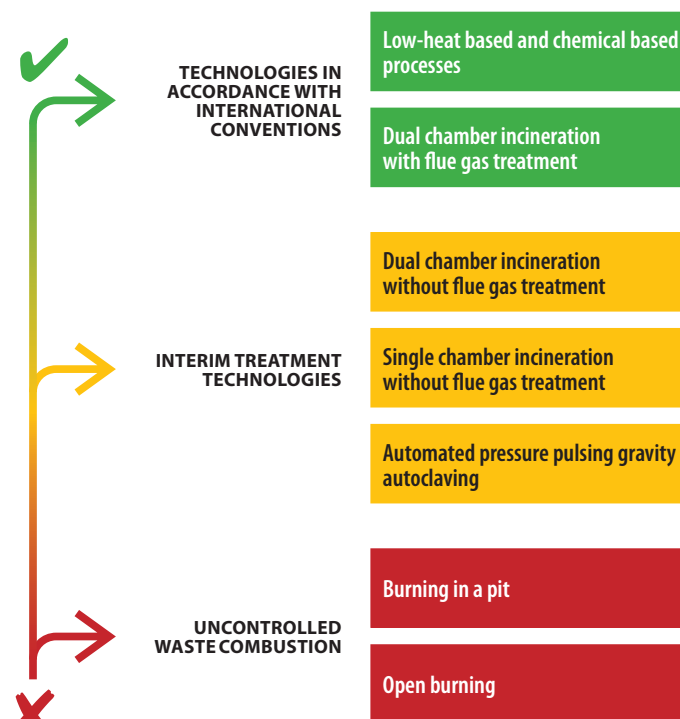 TECHNOLOGIES IN
ACCORDANCE WITH
INTERNATIONAL
CONVENTIONS
Low-heat based and chemical based
processes
Dual chamber incineration
with flue gas treatment
INTERIM TREATMENT
TECHNOLOGIES
Dual chamber incineration
without flue gas treatment
Single chamber incineration
without flue gas treatment
Automated pressure pulsing gravity
autoclaving
UNCONTROLLED
WASTE COMBUSTION
Burning in a pit
Open burning